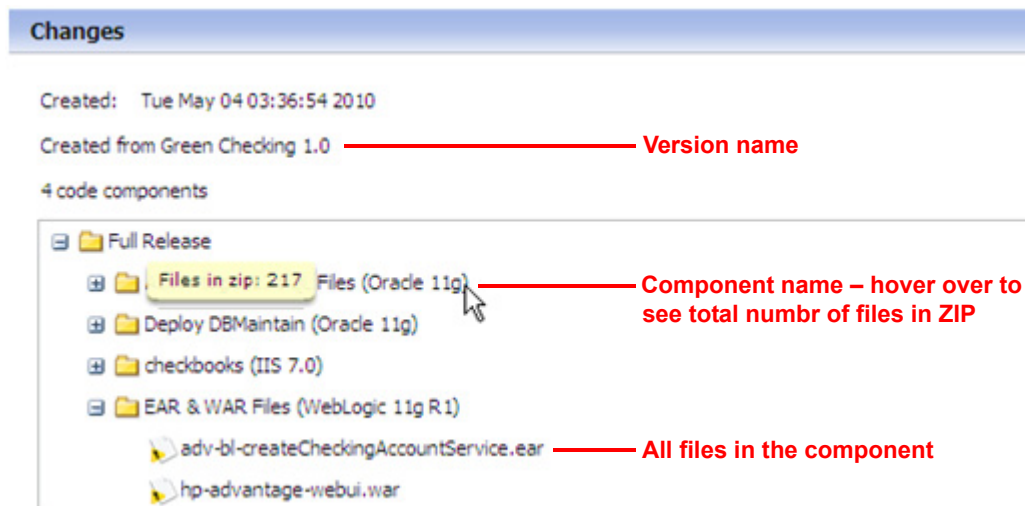 Changes
Created: Tue May 04 03:36:54 2010
Created from Green Checking 1.0 Version name
4 code components
Full Release
Files in zip: 217 Files (Oracle 11g) Component name – hover over to
see total numbr of files in ZIP
Deploy DBMaintain (Oracle 11g)
checkbooks (IIS 7.0)
EAR & WAR Files (WebLogic 11g R1)
adv-bl-createCheckingAccountService.ear All files in the component
hp-advantage-webui.war